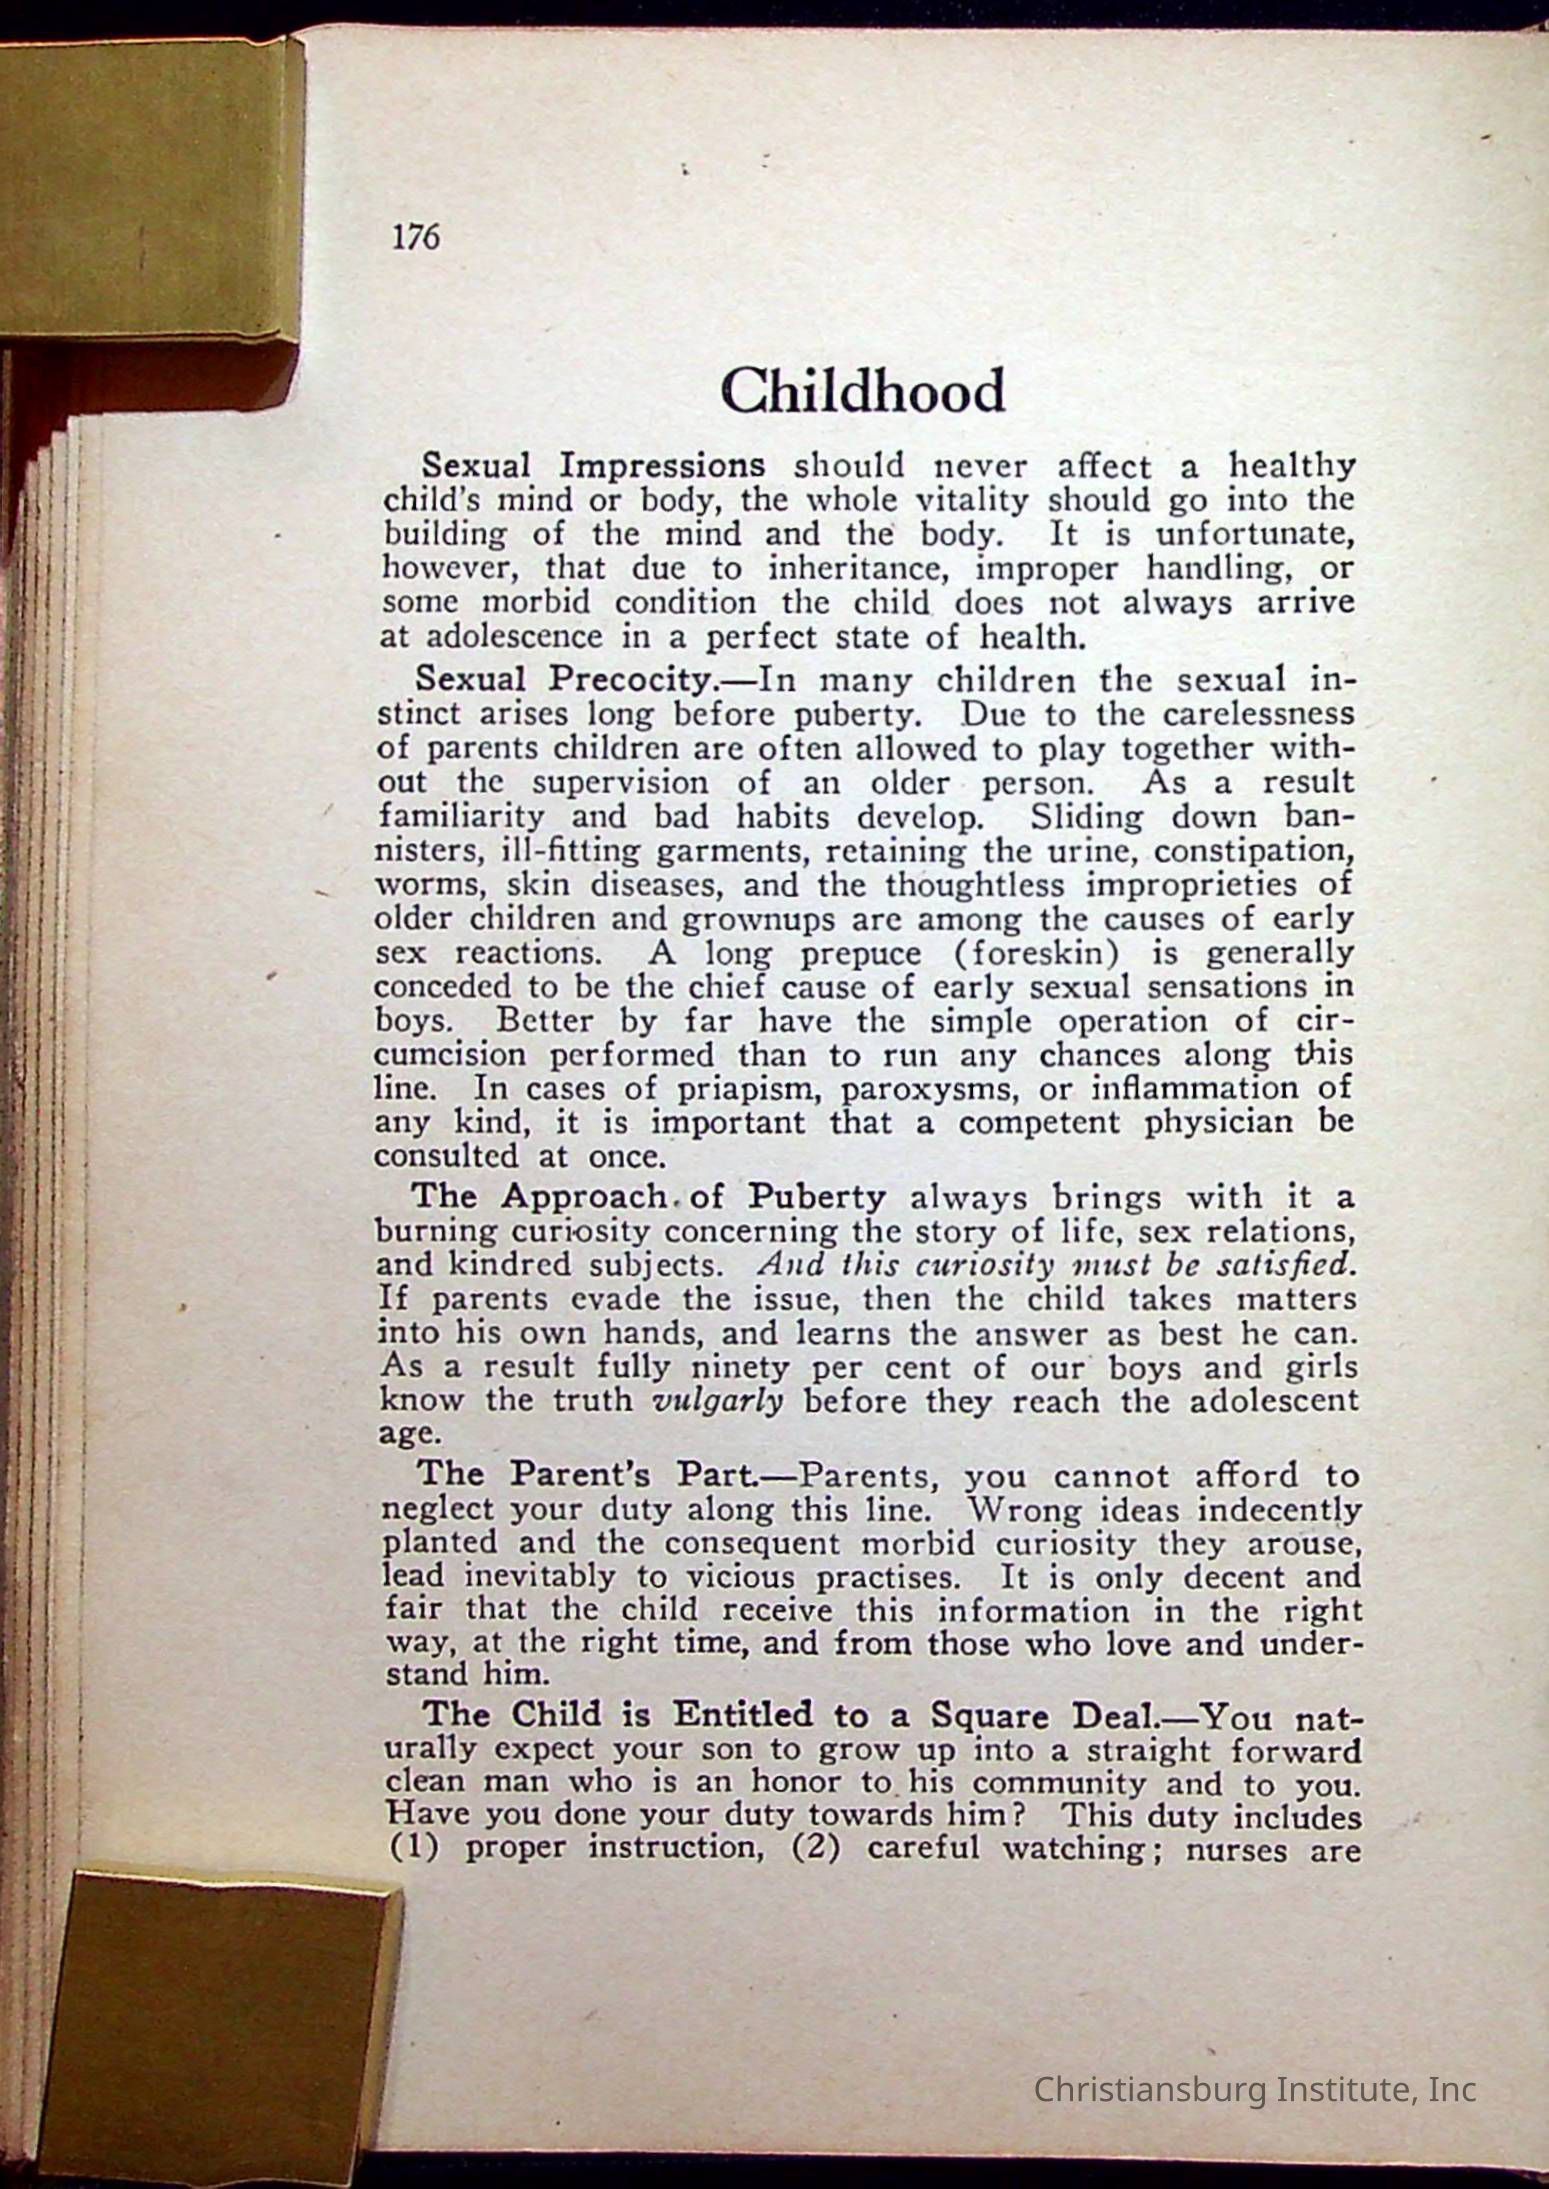 176
Childhood
Sexual Impressions should never affect a healthy
child's mind or body, the whole vitality should go into the
building of the mind and the body. It is unfortunate,
however, that due to inheritance, improper handling, or
some morbid condition the child does not always arrive
at adolescence in a perfect state of health.
Sexual Precocity.—In many children the sexual in-
stinct arises long before puberty. Due to the carelessness
of parents children are often allowed to play together with-
out the supervision of an older person. As a result
familiarity and bad habits develop. Sliding down ban-
nisters, ill-fitting garments, retaining the urine, constipation,
worms, skin diseases, and the thoughtless improprieties of
older children and grownups are among the causes of early
sex reactions. A long prepuce (foreskin) is generally
conceded to be the chief cause of early sexual sensations in
boys. Better by far have the simple operation of cir-
cumcision performed than to run any chances along this
line. In cases of priapism, paroxysms, or inflammation of
any kind, it is important that a competent physician be
consulted at once.
The Approach of Puberty always brings with it a
burning curiosity concerning the story of life, sex relations,
and kindred subjects. And this curiosity must be satisfied.
If parents evade the issue, then the child takes matters
into his own hands, and learns the answer as best he can.
As a result fully ninety per cent of our boys and girls
know the truth vulgarly before they reach the adolescent
age.
The Parent's Part.—Parents, you cannot afford to
neglect your duty along this line. Wrong ideas indecently
planted and the consequent morbid curiosity they arouse,
lead inevitably to vicious practises. It is only decent and
fair that the child receive this information in the right
way, at the right time, and from those who love and under-
stand him.
The Child is Entitled to a Square Deal.—You nat-
urally expect your son to grow up into a straight forward
clean man who is an honor to his community and to you.
Have you done your duty towards him? This duty includes
(1) proper instruction, (2) careful watching; nurses are
Christiansburg Institute, Inc